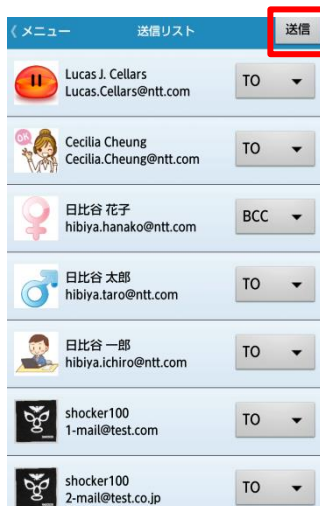 メニュー 送信リスト 送信
Lucas J. Cellars TO
Lucas.Cellars@ntt.com
OK
Cecilia Cheung TO
Cecilia.Cheung@ntt.com
日比谷 花子 BCC
hibiya.hanako@ntt.com
日比谷 太郎 TO
hibiya.taro@ntt.com
日比谷 一郎 TO
hibiya.ichiro@ntt.com
shocker100 TO
1-mail@test.com
shocker100 TO
2-mail@test.co.jp